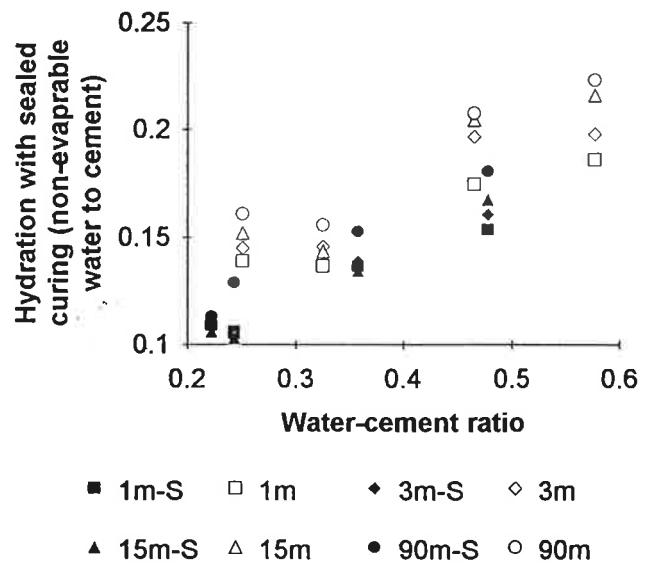 Hydration with sealed
curing (non-evaprable
water to cement)
0.25
0.2
0.15
0.1
0.2 0.3 0.4 0.5 0.6
Water-cement ratio
1m-S 1m 3m-S 3m
15m-S 15m 90m-S 90m